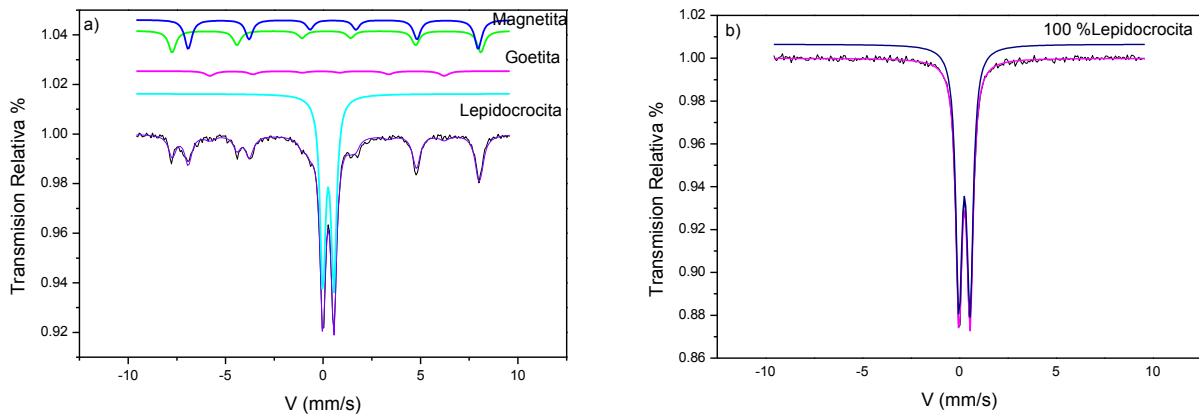 a)
Magnetita
Goetita
Lepidocrocita
1.04
1.02
1.00
0.98
0.96
0.94
0.92
Transmision Relativa %
-10
-5
0
5
10
V (mm/s)
b)
100 %Lepidocrocita
1.02
1.00
0.98
0.96
0.94
0.92
0.90
0.88
0.86
Transmision Relativa %
-10
-5
0
5
10
V (mm/s)